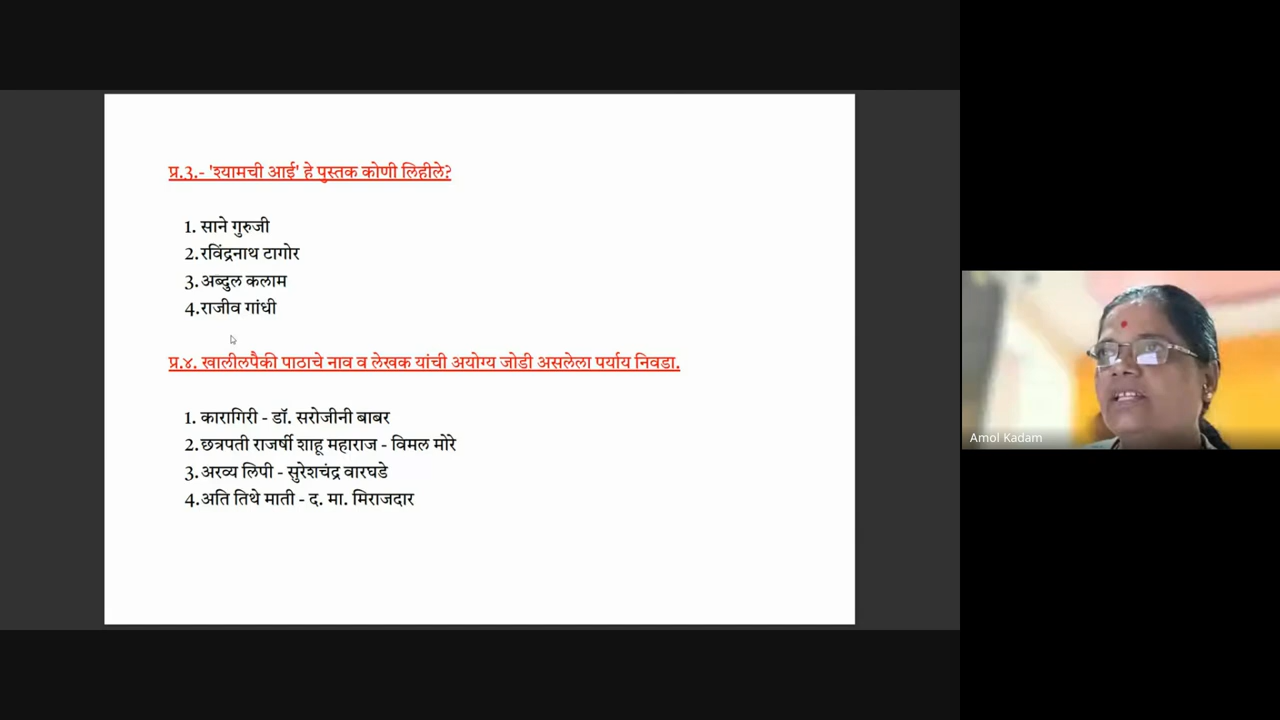 प्र.3.- 'श्यामची आई' हे पुस्तक कोणी लिहीले?
1. साने गुरुजी
2. रविंद्रनाथ टागोर
3. अब्दुल कलाम
4. राजीव गांधी
प्र.४. खालीलपैकी पाठाचे नाव व लेखक यांची अयोग्य जोडी असलेला पर्याय निवडा.
1. कारागिरी - डॉ. सरोजीनी बाबर
2. छत्रपती राजर्षी शाहू महाराज - विमल मोरे
3. अरव्य लिपी - सुरेशचंद्र वारघडे
4. अति तिथे माती - द. मा. मिराजदार
Amol Kadam